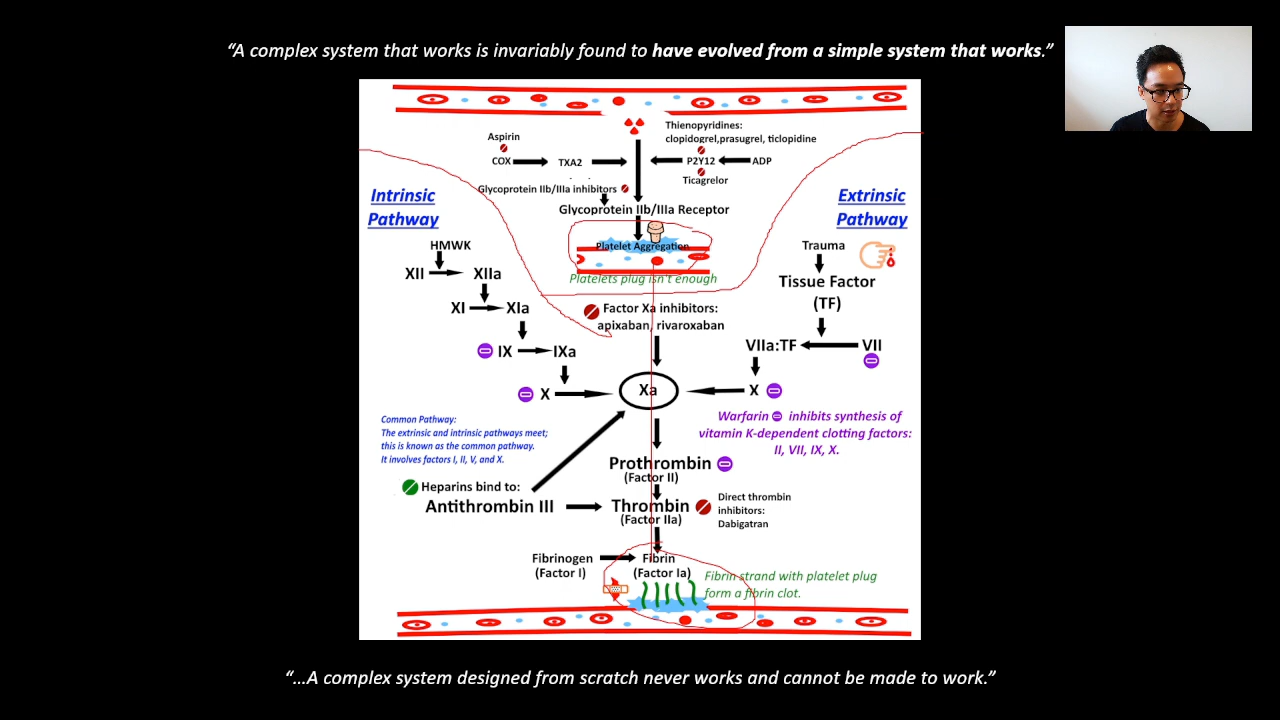 “A complex system that works is invariably found to have evolved from a simple system that works.”
Aspirin
COX
TXA2
Thienopyridines:
clopidogrel,prasugrel, ticlopidine
P2Y12
ADP
Ticagrelor
Glycoprotein IIb/IIIa inhibitors
Glycoprotein IIb/IIIa Receptor
Platelet Aggregation
Platelets plug isn't enough
Intrinsic
Pathway
HMWK
XII
XIIa
XI
XIa
IX
IXa
X
Extrinsic
Pathway
Trauma
Tissue Factor
(TF)
VIIa:TF
VII
X
Factor Xa inhibitors:
apixaban, rivaroxaban
Xa
Common Pathway:
The extrinsic and intrinsic pathways meet;
this is known as the common pathway.
It involves factors I, II, V, and X.
Warfarin inhibits synthesis of
vitamin K-dependent clotting factors:
II, VII, IX, X.
Prothrombin
(Factor II)
Heparins bind to:
Antithrombin III
Thrombin
(Factor IIa)
Direct thrombin
inhibitors:
Dabigatran
Fibrinogen
(Factor I)
Fibrin
(Factor Ia)
Fibrin strand with platelet plug
form a fibrin clot.
“…A complex system designed from scratch never works and cannot be made to work.”